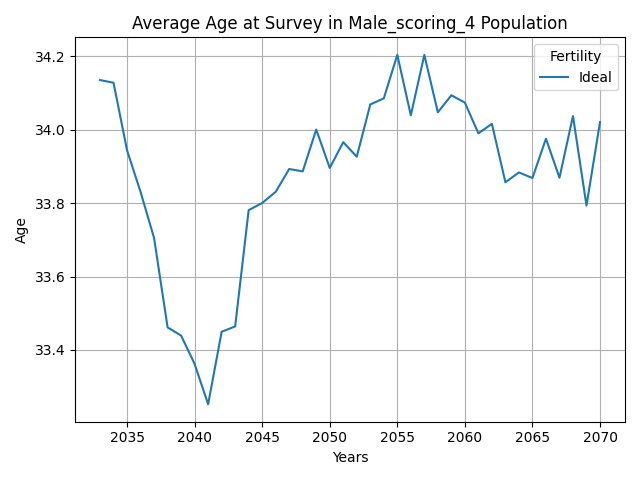 Average Age at Survey in Male_scoring_4 Population
Fertility
Ideal
34.2
34.0
33.8
33.6
33.4
Age
2035 2040 2045 2050 2055 2060 2065 2070
Years